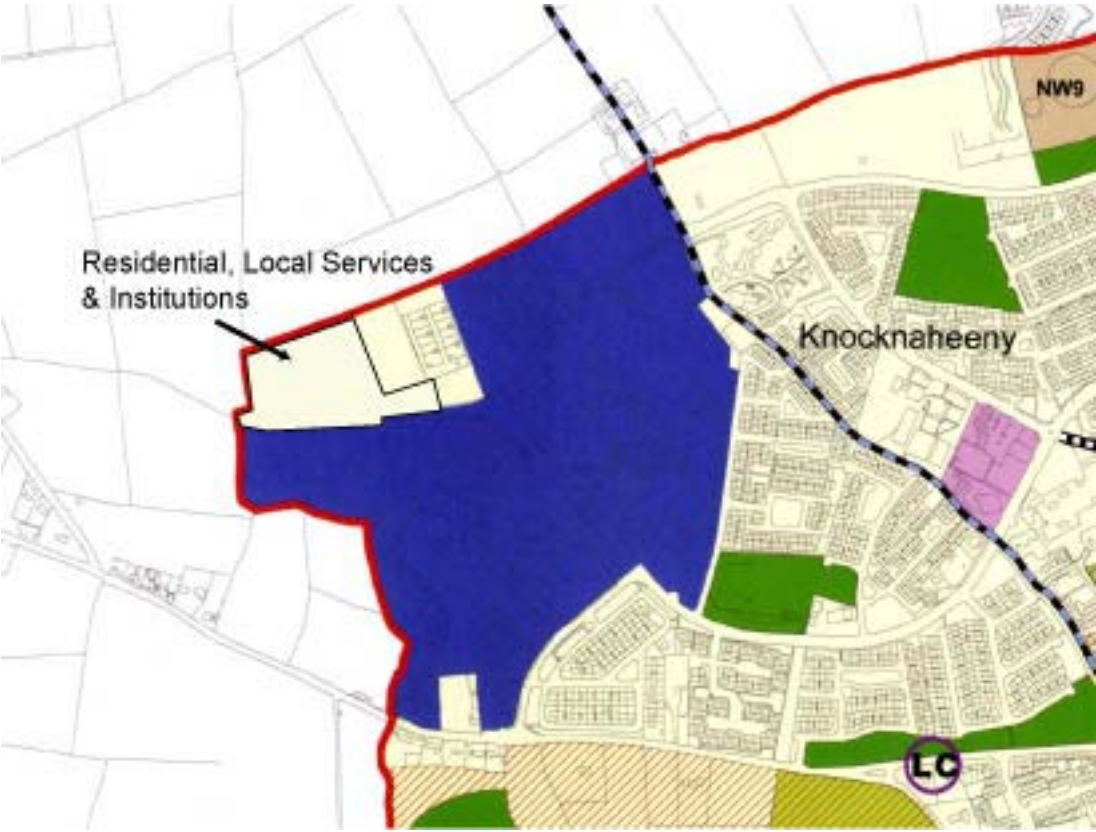 NW9
Residential, Local Services
& Institutions
Knocknaheeny
LC